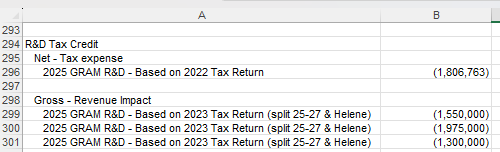 A B
293
294 R&D Tax Credit
295 Net - Tax expense
296 2025 GRAM R&D - Based on 2022 Tax Return (1,806,763)
297
298 Gross - Revenue Impact
299 2025 GRAM R&D - Based on 2023 Tax Return (split 25-27 & Helene) (1,550,000)
300 2025 GRAM R&D - Based on 2023 Tax Return (split 25-27 & Helene) (1,975,000)
301 2025 GRAM R&D - Based on 2023 Tax Return (split 25-27 & Helene) (1,300,000)